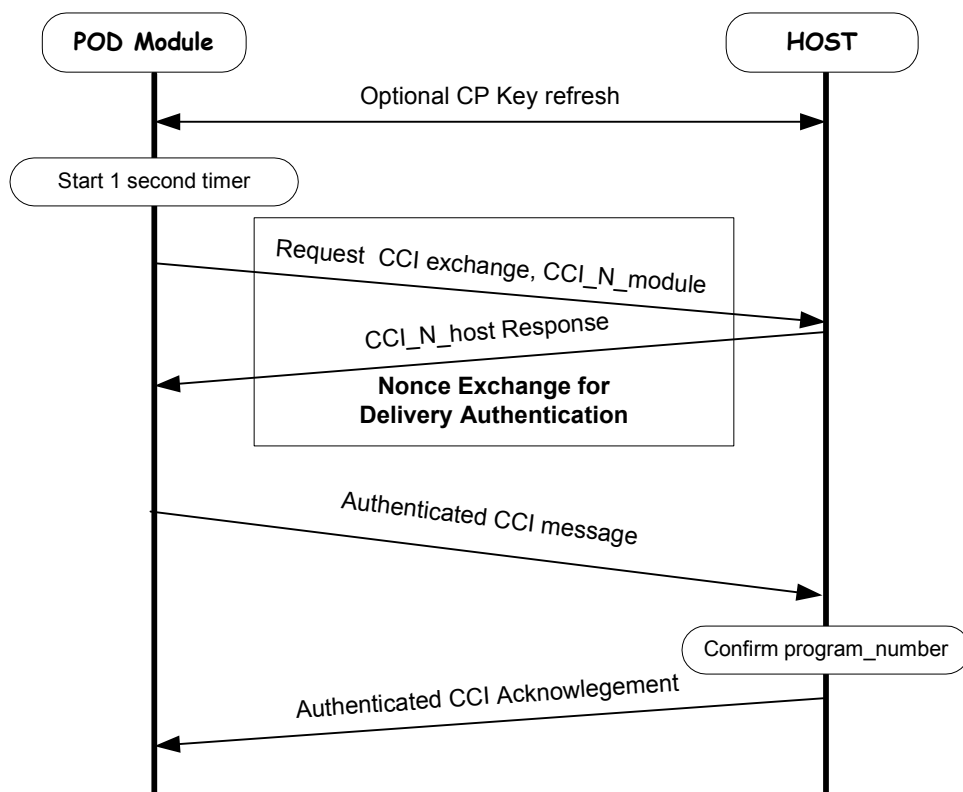 POD Module
HOST
Optional CP Key refresh
Start 1 second timer
Request CCI exchange, CCI_N_module
CCI_N_host Response
Nonce Exchange for
Delivery Authentication
Authenticated CCI message
Confirm program_number
Authenticated CCI Acknowlegement